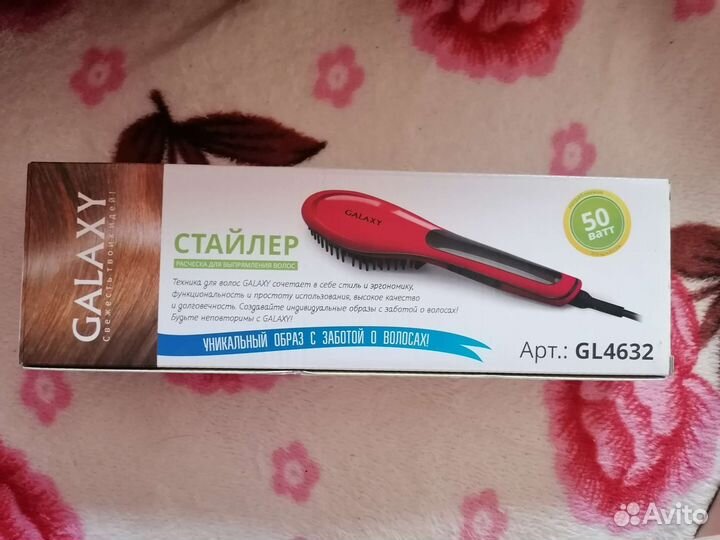 GALAXY
Свежесть твоих идей!
СТАЙЛЕР
РАСЧЕСКА ДЛЯ ВЫПРЯМЛЕНИЯ ВОЛОС
Техника для волос GALAXY сочетает в себе стиль и эргономику,
функциональность и простоту использования, высокое качество
и долговечность. Создавайте индивидуальные образы с заботой о волосах!
Будьте неповторимы с GALAXY!
УНИКАЛЬНЫЙ ОБРАЗ С ЗАБОТОЙ О ВОЛОСАХ!
GALAXY
50
ватт
Арт.: GL4632
Avito